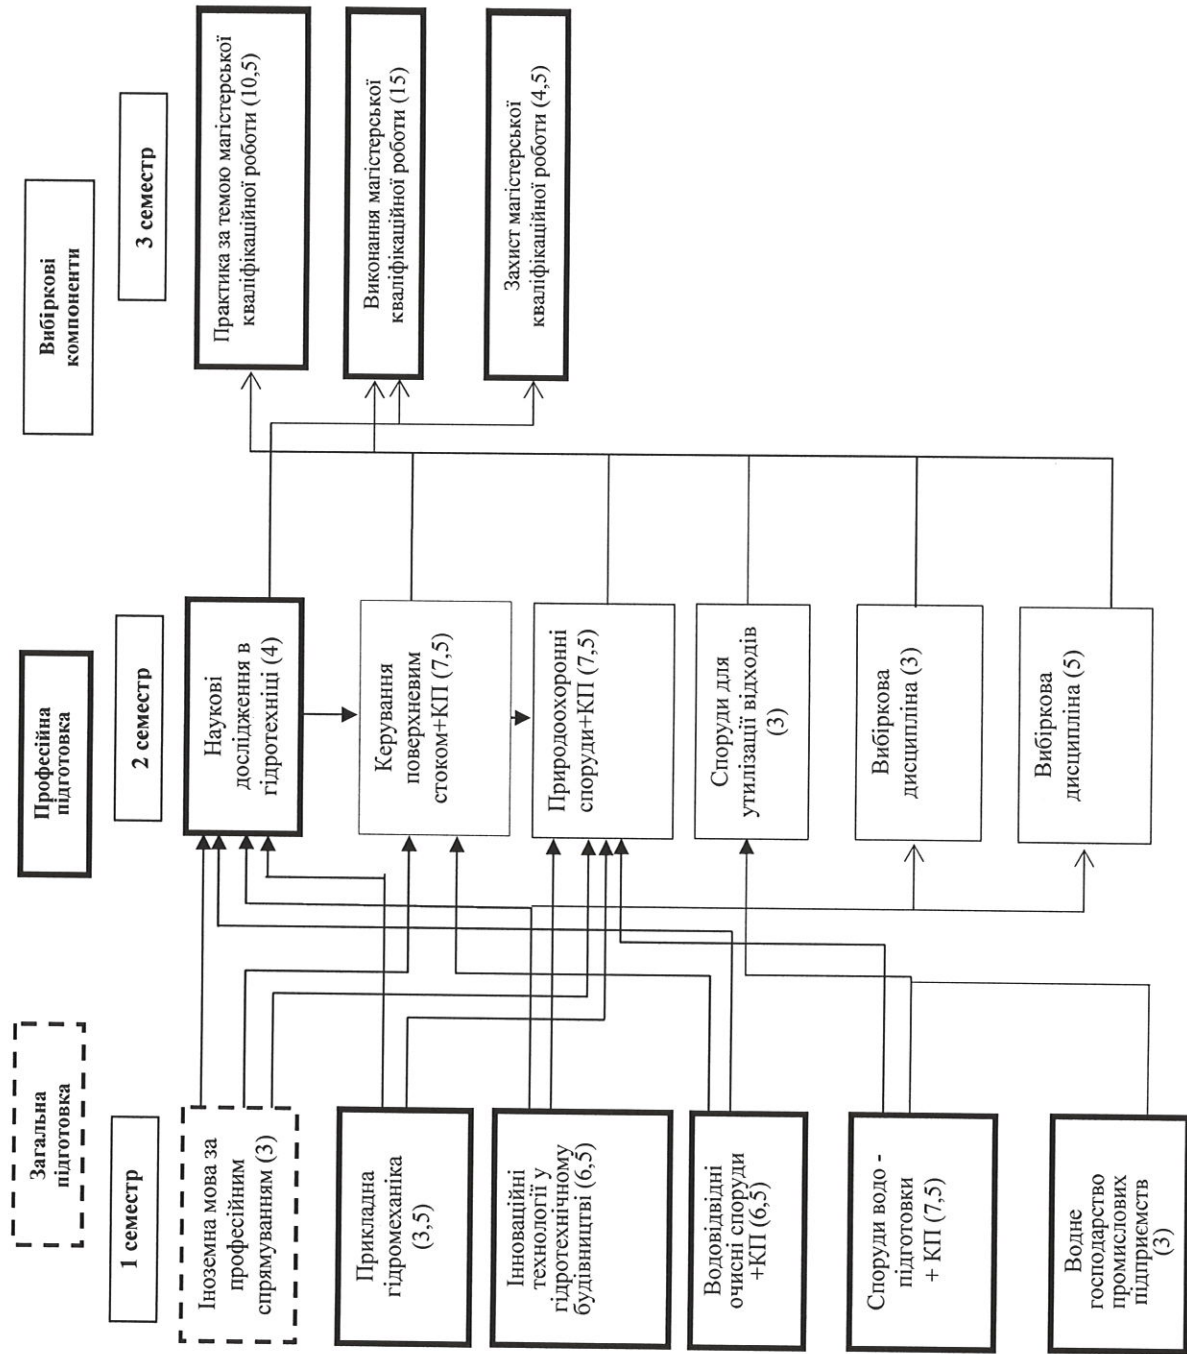 Загальна
підготовка
Професійна
підготовка
Вибіркові
компоненти
1 семестр
2 семестр
3 семестр
Іноземна мова за
професійним
спрямуванням (3)
Прикладна
гідромеханіка
(3,5)
Інноваційні
технології у
гідротехнічному
будівництві (6,5)
Водовідвідні
очисні споруди
+КП (6,5)
Споруди водо -
підготовки
+ КП (7,5)
Водне
господарство
промислових
підприємств
(3)
Наукові
дослідження в
гідротехніці (4)
Керування
поверхневим
стоком+КП (7,5)
Природоохоронні
споруди+КП (7,5)
Споруди для
утилізації відходів
(3)
Вибіркова
дисципліна (3)
Вибіркова
дисципліна (5)
Практика за темою магістерської
кваліфікаційної роботи (10,5)
Виконання магістерської
кваліфікаційної роботи (15)
Захист магістерської
кваліфікаційної роботи (4,5)